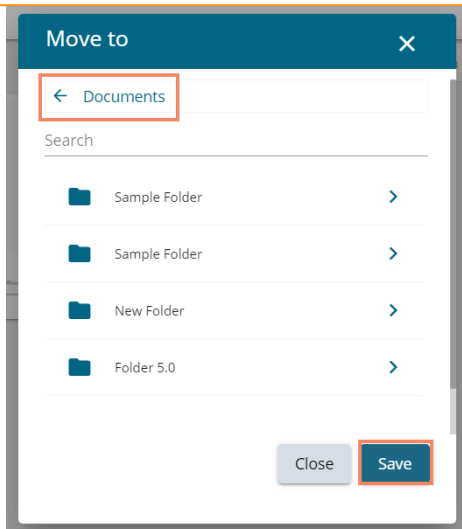 Move to
Documents
Search
Sample Folder
Sample Folder
New Folder
Folder 5.0
Close Save